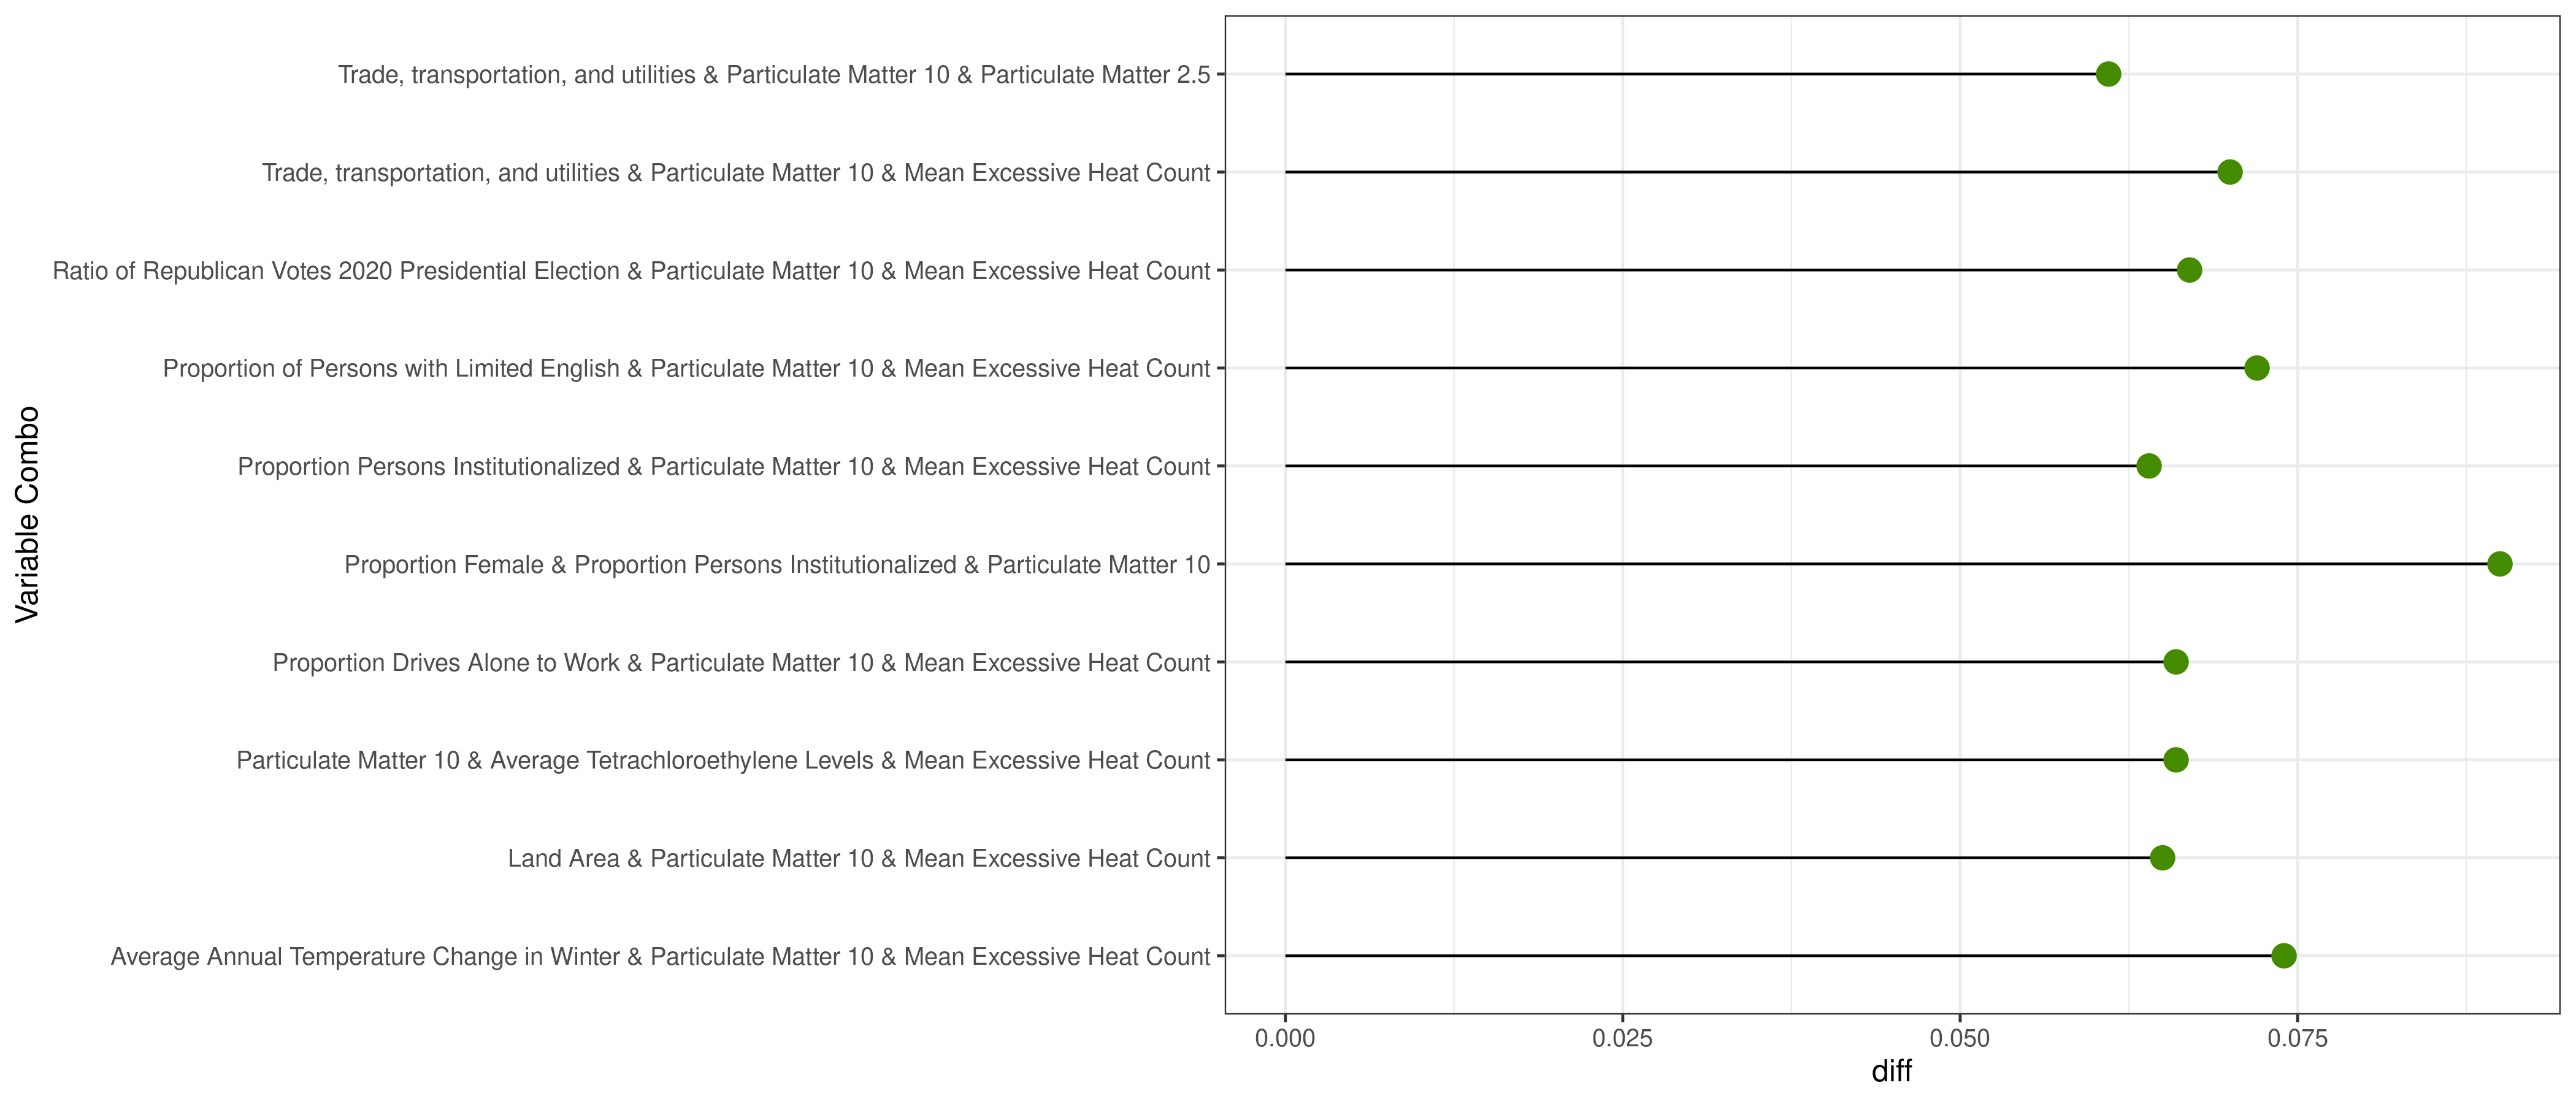 Trade, transportation, and utilities & Particulate Matter 10 & Particulate Matter 2.5
Trade, transportation, and utilities & Particulate Matter 10 & Mean Excessive Heat Count
Ratio of Republican Votes 2020 Presidential Election & Particulate Matter 10 & Mean Excessive Heat Count
Proportion of Persons with Limited English & Particulate Matter 10 & Mean Excessive Heat Count
Proportion Persons Institutionalized & Particulate Matter 10 & Mean Excessive Heat Count
Proportion Female & Proportion Persons Institutionalized & Particulate Matter 10
Proportion Drives Alone to Work & Particulate Matter 10 & Mean Excessive Heat Count
Particulate Matter 10 & Average Tetrachloroethylene Levels & Mean Excessive Heat Count
Land Area & Particulate Matter 10 & Mean Excessive Heat Count
Average Annual Temperature Change in Winter & Particulate Matter 10 & Mean Excessive Heat Count
Variable Combo
0.000 0.025 0.050 0.075
diff